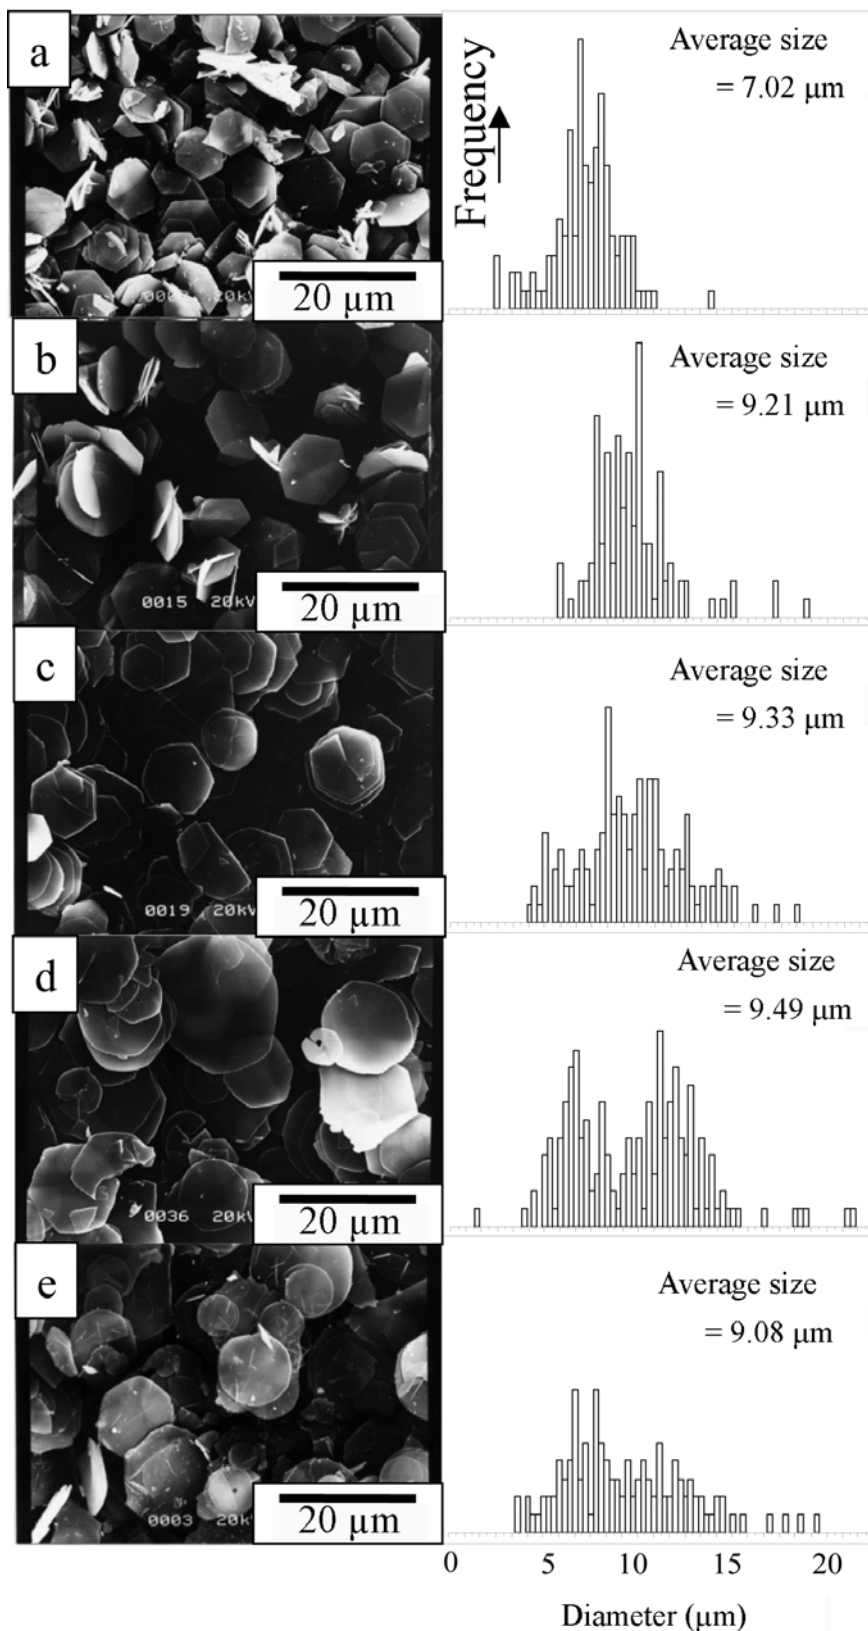 a
Frequency
Average size
= 7.02 μm
20 μm
b
Average size
= 9.21 μm
0015 20kV
20 μm
c
Average size
= 9.33 μm
0019 20kV
20 μm
d
Average size
= 9.49 μm
0036 20kV
20 μm
e
Average size
= 9.08 μm
0003 20kV
20 μm
0 5 10 15 20
Diameter (μm)